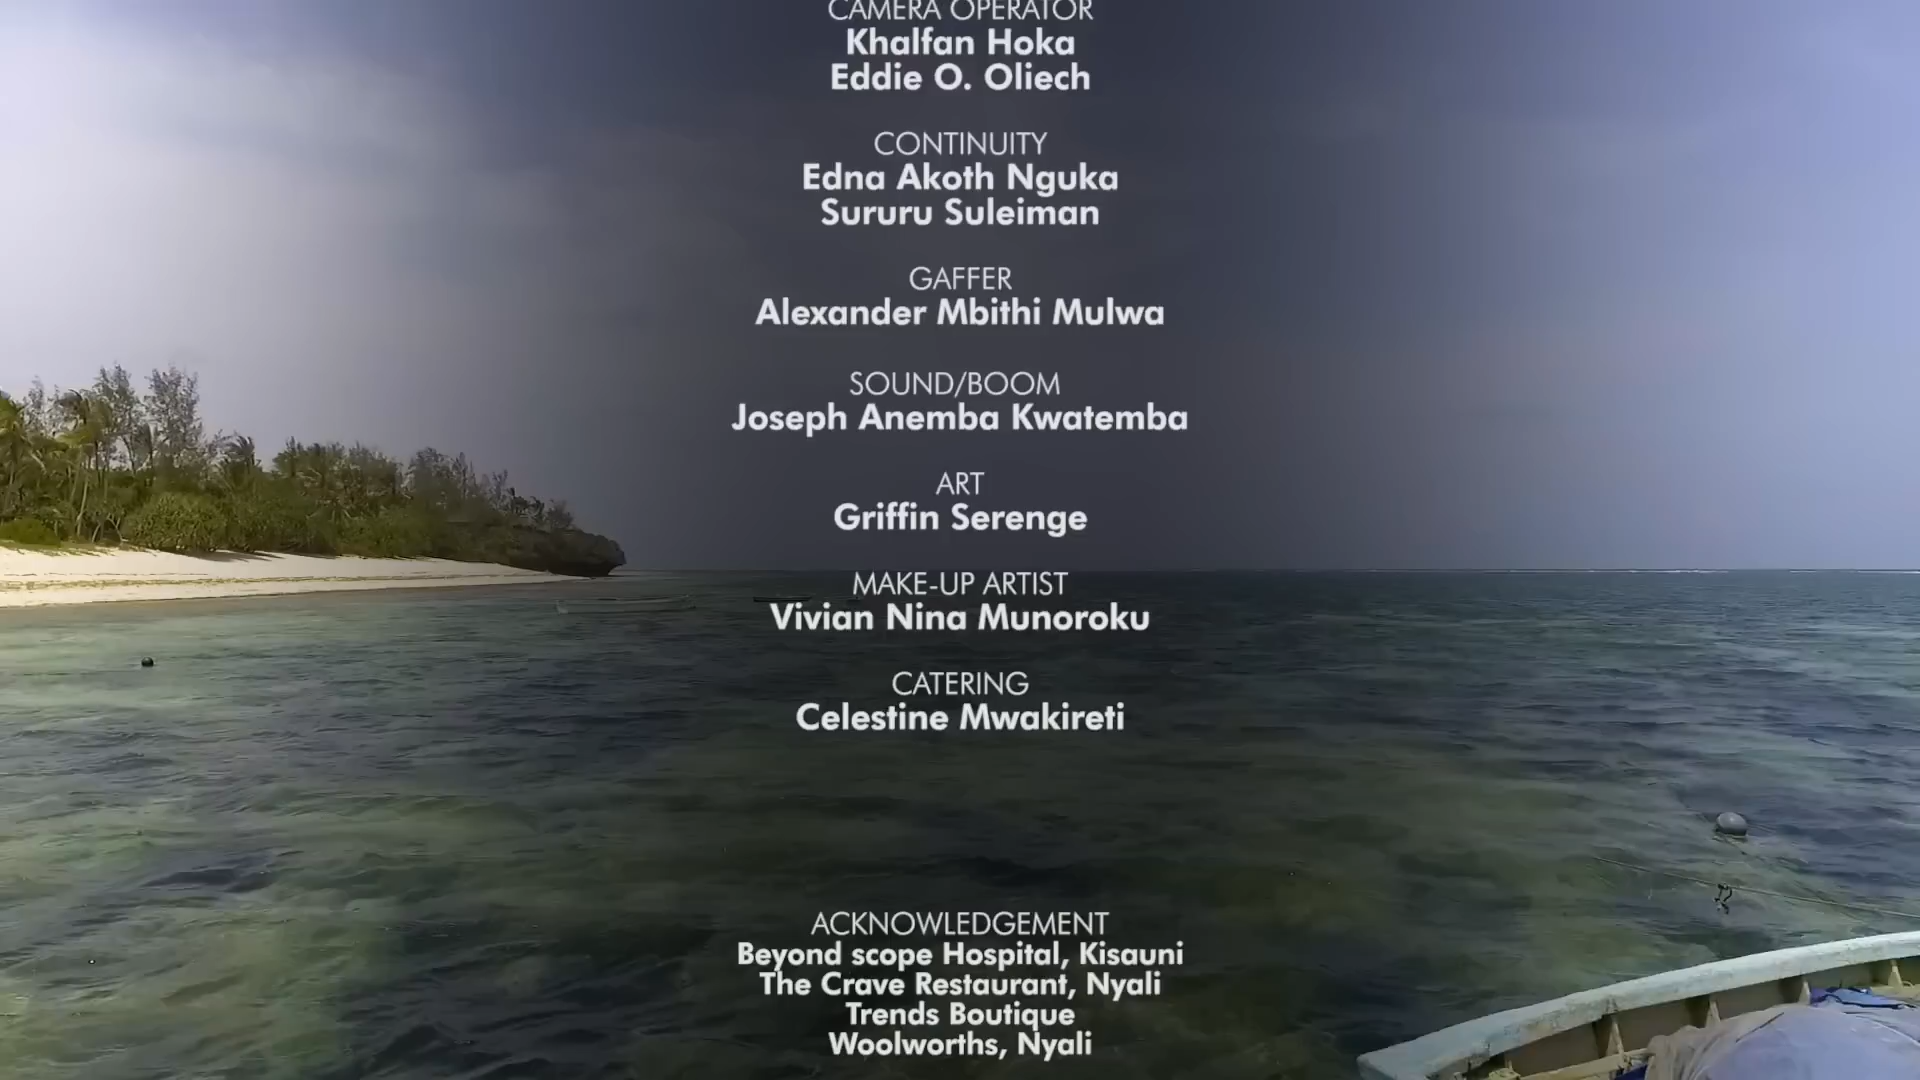 CAMERA OPERATOR
Khalfan Hoka
Eddie O. Oliech
CONTINUITY
Edna Akoth Nguka
Sururu Suleiman
GAFFER
Alexander Mbithi Mulwa
SOUND/BOOM
Joseph Anemba Kwatemba
ART
Griffin Serenge
MAKE-UP ARTIST
Vivian Nina Munoroku
CATERING
Celestine Mwakireti
ACKNOWLEDGEMENT
Beyond scope Hospital, Kisauni
The Crave Restaurant, Nyali
Trends Boutique
Woolworths, Nyali